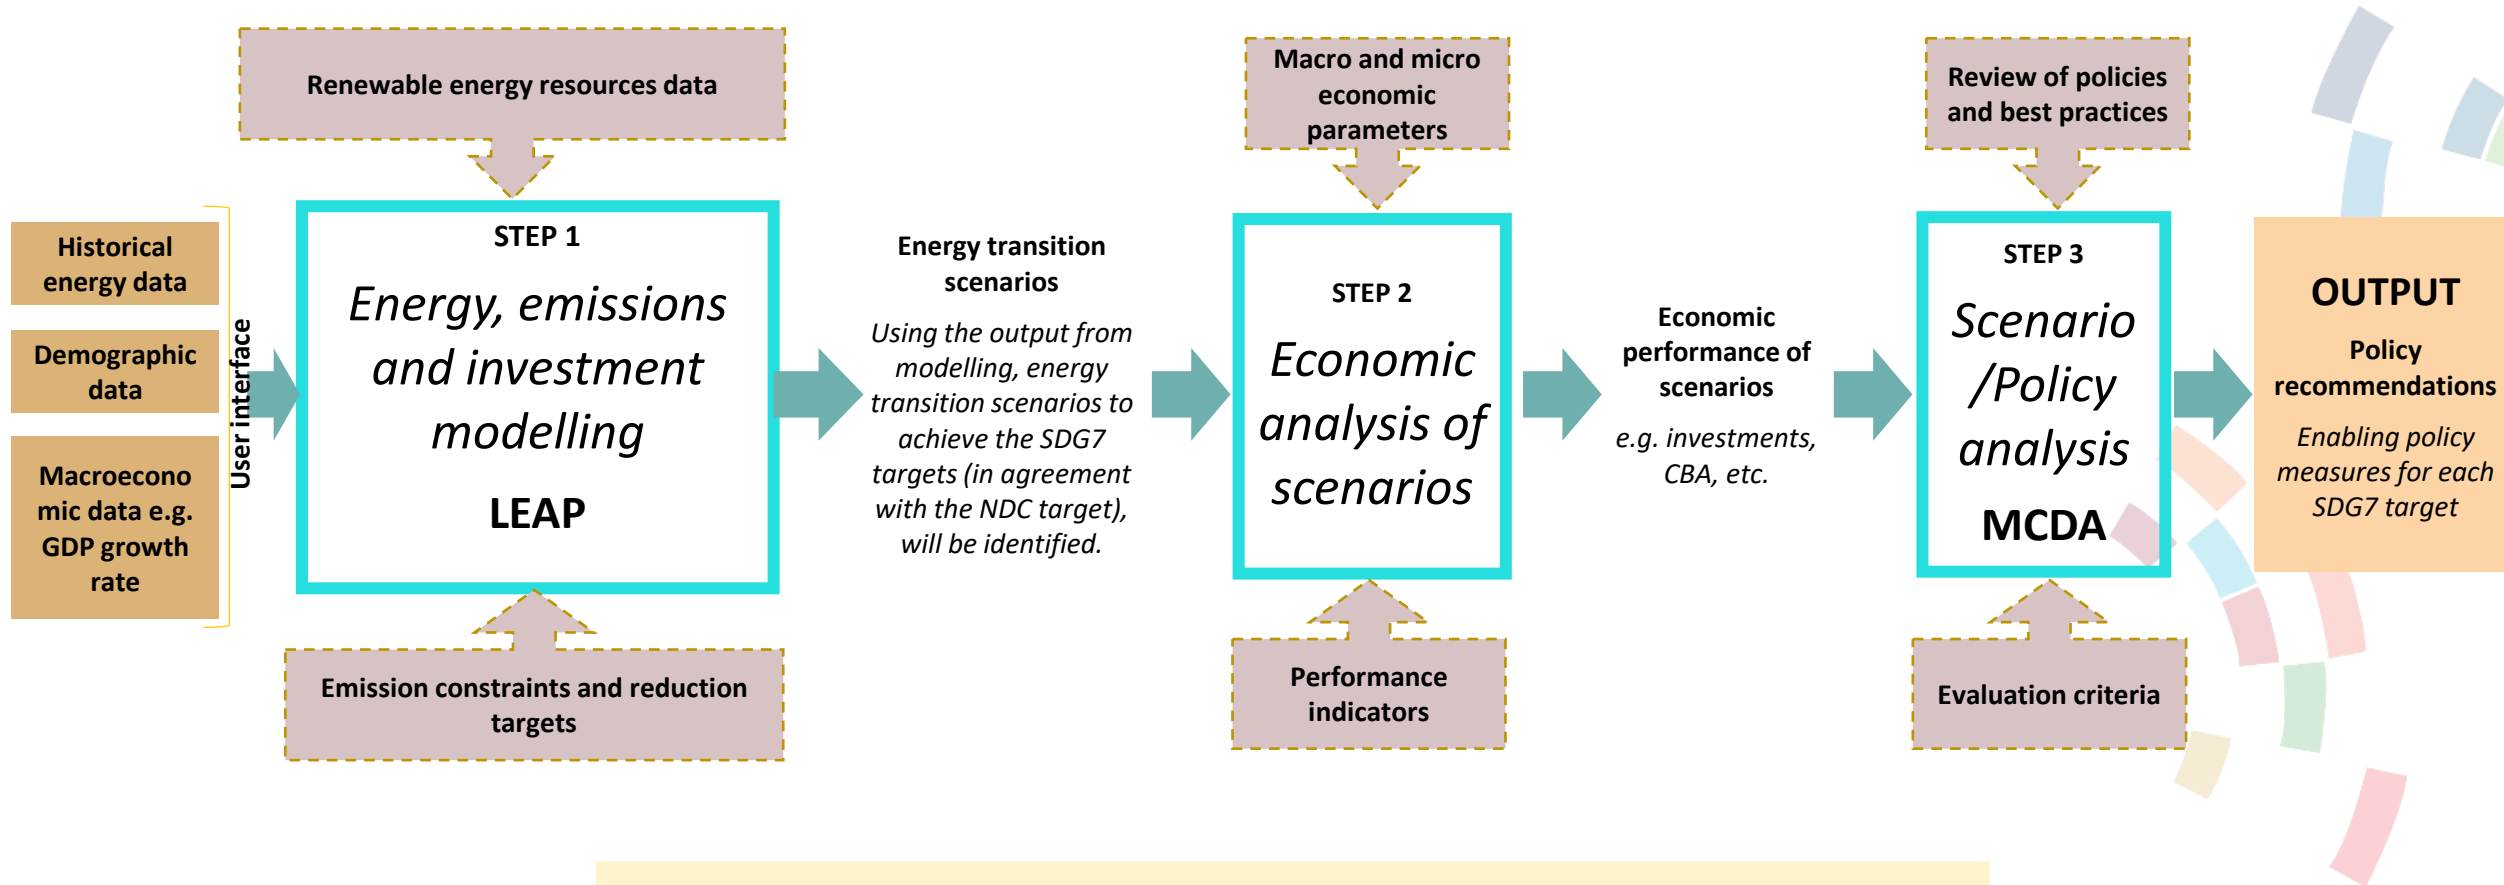 Renewable energy resources data
Macro and micro
economic
parameters
Review of policies
and best practices
Historical
energy data
Demographic
data
Macroecono
mic data e.g.
GDP growth
rate
User interface
STEP 1
Energy, emissions
and investment
modelling
LEAP
Energy transition
scenarios
Using the output from
modelling, energy
transition scenarios to
achieve the SDG7
targets (in agreement
with the NDC target),
will be identified.
STEP 2
Economic
analysis of
scenarios
Economic
performance of
scenarios
e.g. investments,
CBA, etc.
STEP 3
Scenario
/Policy
analysis
MCDA
OUTPUT
Policy
recommendations
Enabling policy
measures for each
SDG7 target
Emission constraints and reduction
targets
Performance
indicators
Evaluation criteria